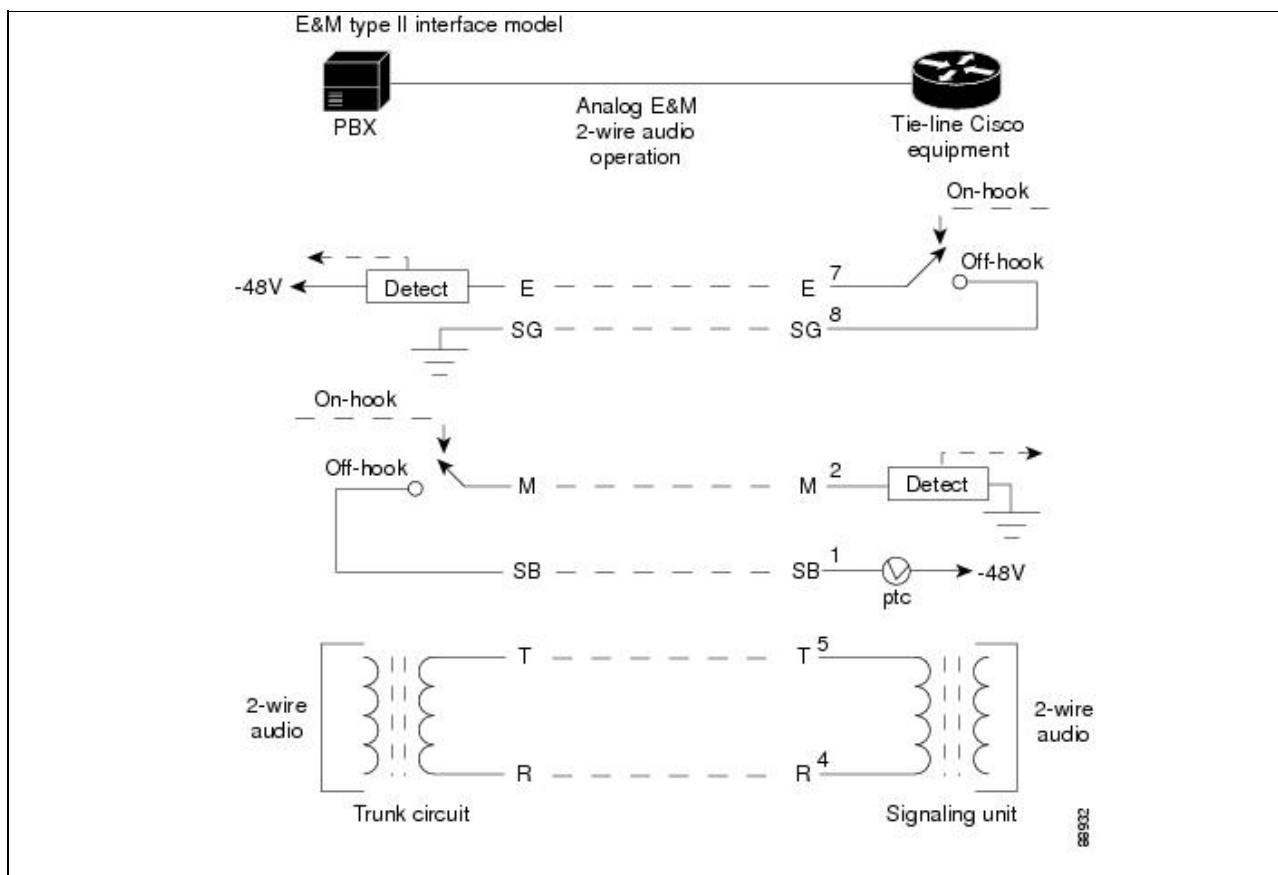 E&M type II interface model
PBX
Analog E&M
2-wire audio
operation
Tie-line Cisco
equipment
On-hook
Off-hook
-48V
Detect
E
E
7
SG
SG
8
On-hook
Off-hook
M
M
2
Detect
SB
SB
1
ptc
-48V
T
T
5
2-wire
audio
2-wire
audio
R
R
4
Trunk circuit
Signaling unit
88932